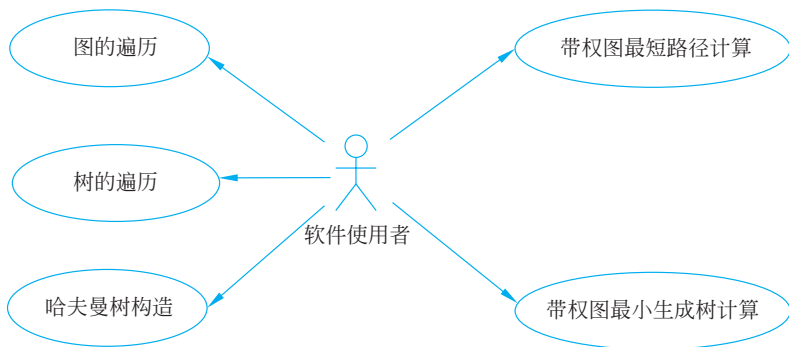 图的遍历
带权图最短路径计算
树的遍历
软件使用者
哈夫曼树构造
带权图最小生成树计算